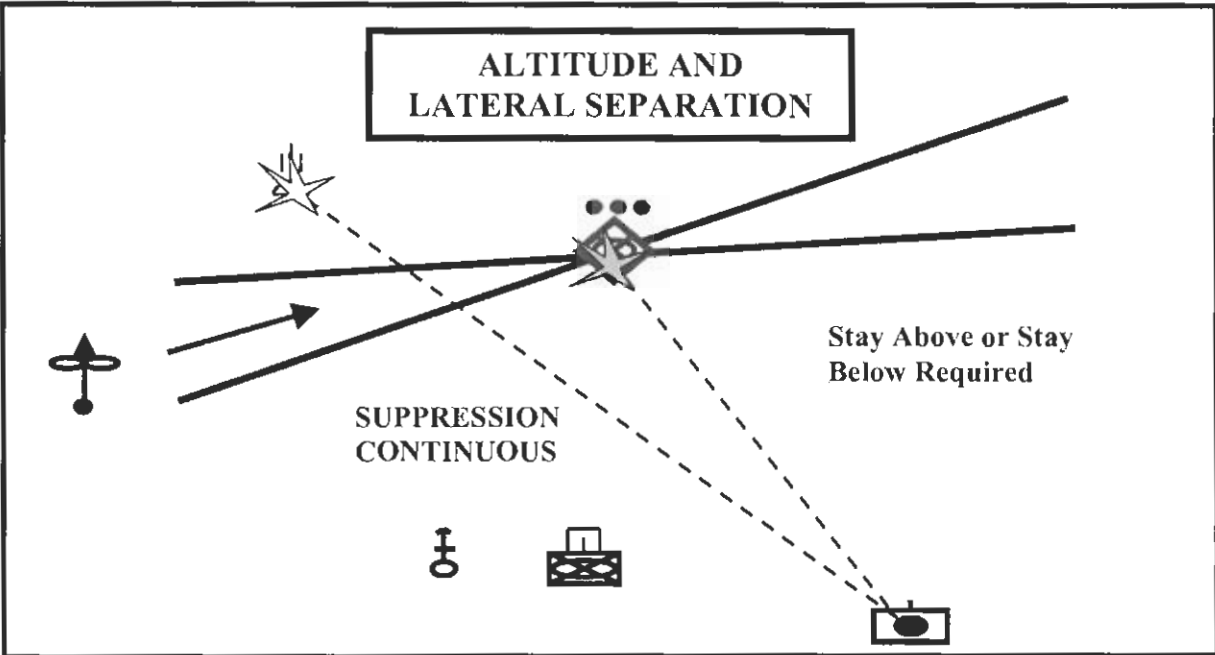 ALTITUDE AND
LATERAL SEPARATION
Stay Above or Stay
Below Required
SUPPRESSION
CONTINUOUS